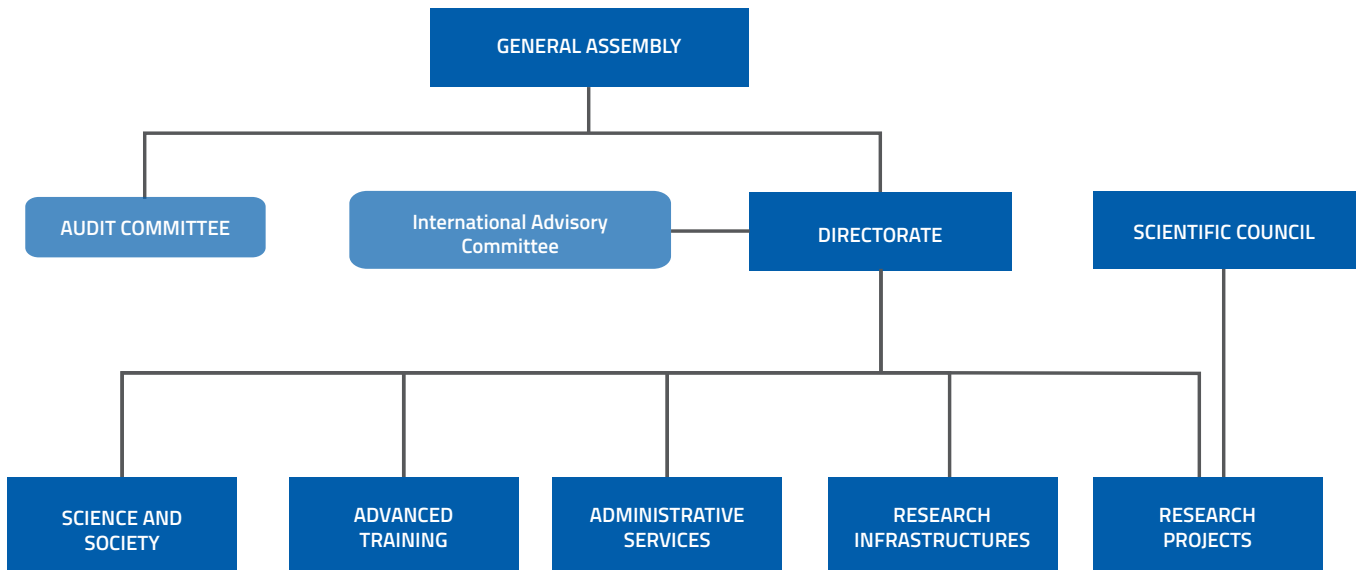 GENERAL ASSEMBLY
AUDIT COMMITTEE
International Advisory
Committee
DIRECTORATE
SCIENTIFIC COUNCIL
SCIENCE AND
SOCIETY
ADVANCED
TRAINING
ADMINISTRATIVE
SERVICES
RESEARCH
INFRASTRUCTURES
RESEARCH
PROJECTS